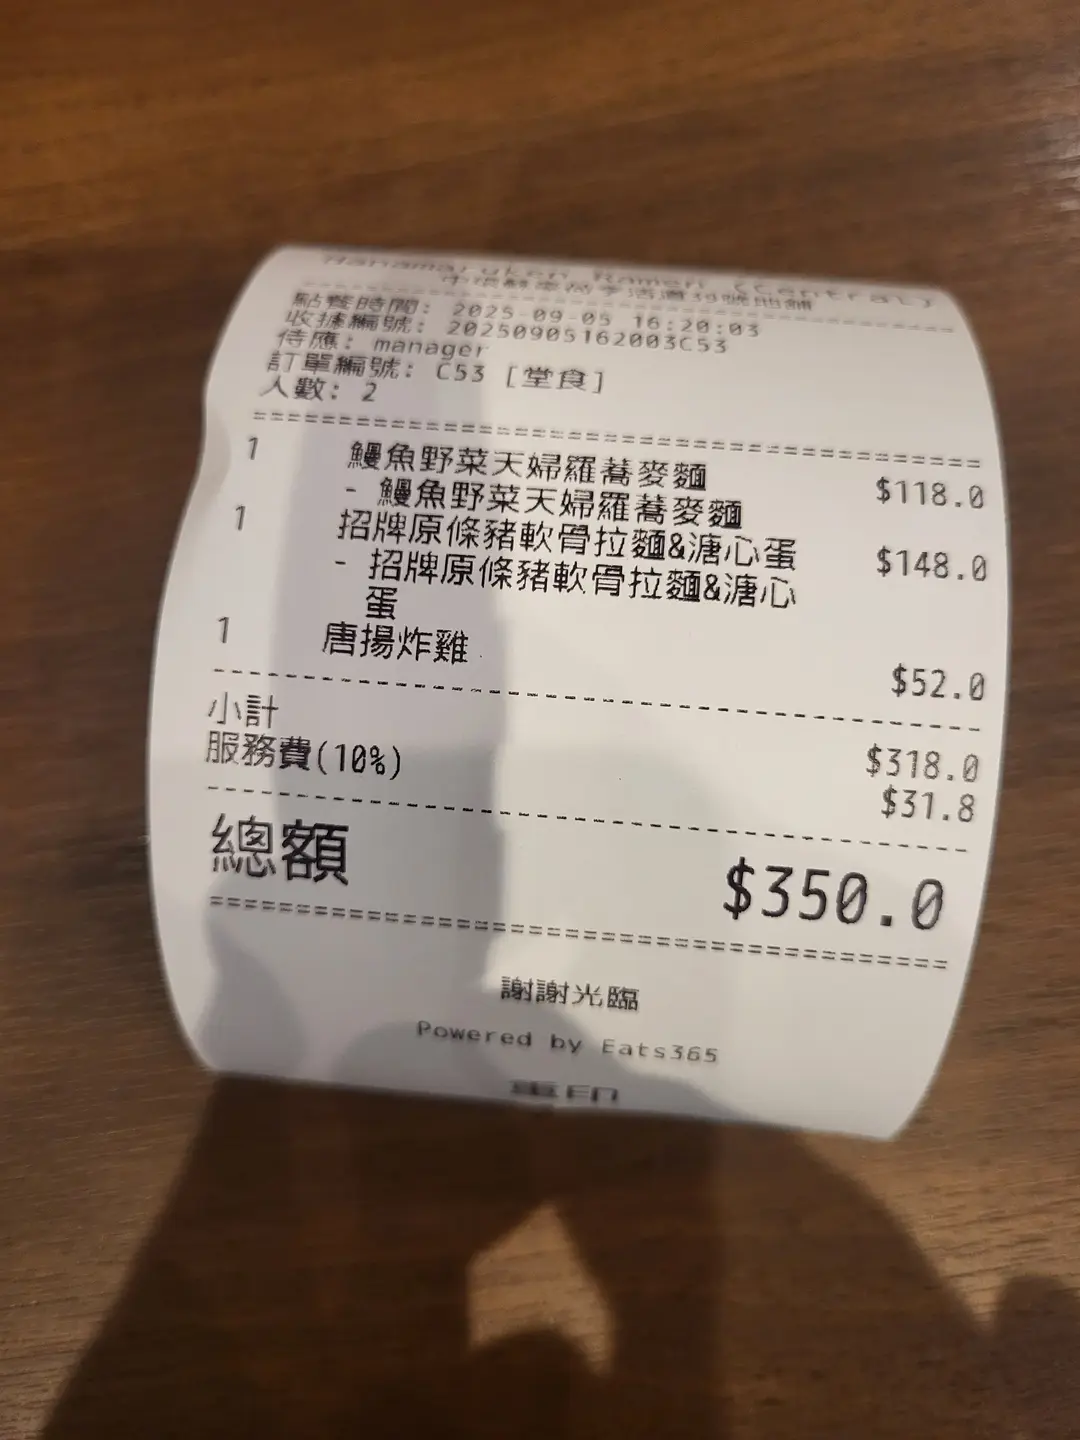 Hanamaruken Ramen (Central)
點餐時間: 2025-09-05 16:20:03
收據編號: 20250905162003C53
侍應: manager
訂單編號: C53 [堂食]
人數: 2
1 鰻魚野菜天婦羅蕎麥麵 $118.0
- 鰻魚野菜天婦羅蕎麥麵
1 招牌原條豬軟骨拉麵&溏心蛋 $148.0
- 招牌原條豬軟骨拉麵&溏心
蛋
1 唐揚炸雞 $52.0
小計 $318.0
服務費(10%) $31.8
總額 $350.0
謝謝光臨
Powered by Eats365